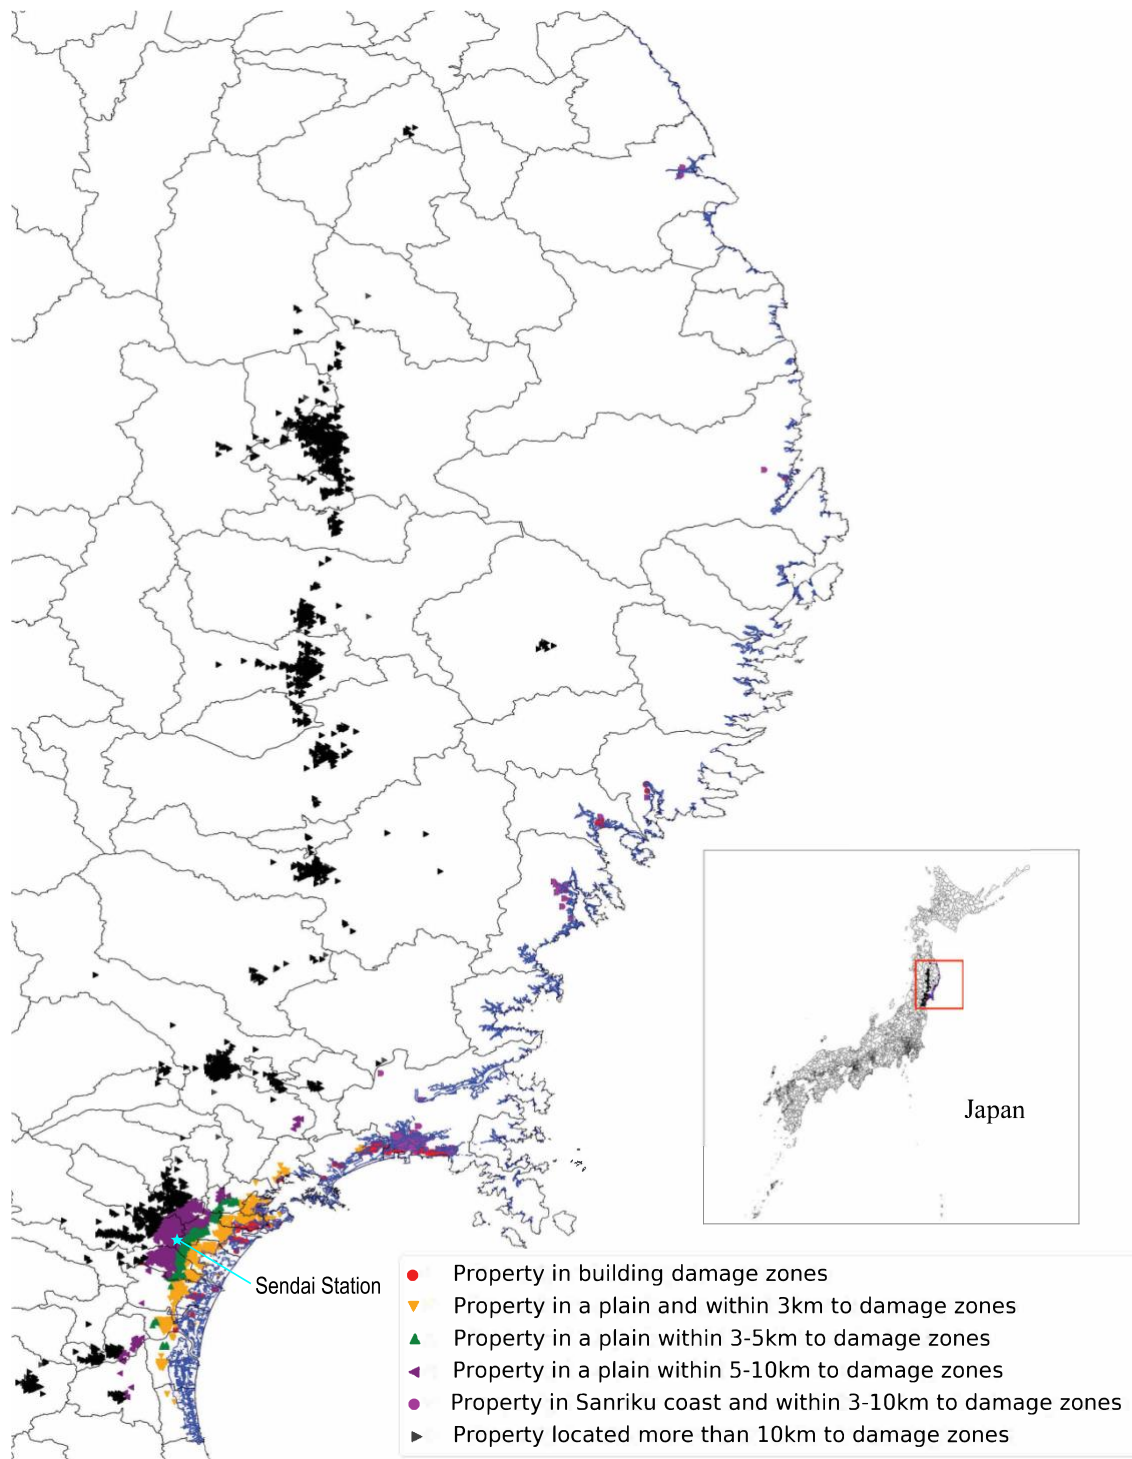 Japan
Sendai Station
Property in building damage zones
Property in a plain and within 3km to damage zones
Property in a plain within 3-5km to damage zones
Property in a plain within 5-10km to damage zones
Property in Sanriku coast and within 3-10km to damage zones
Property located more than 10km to damage zones